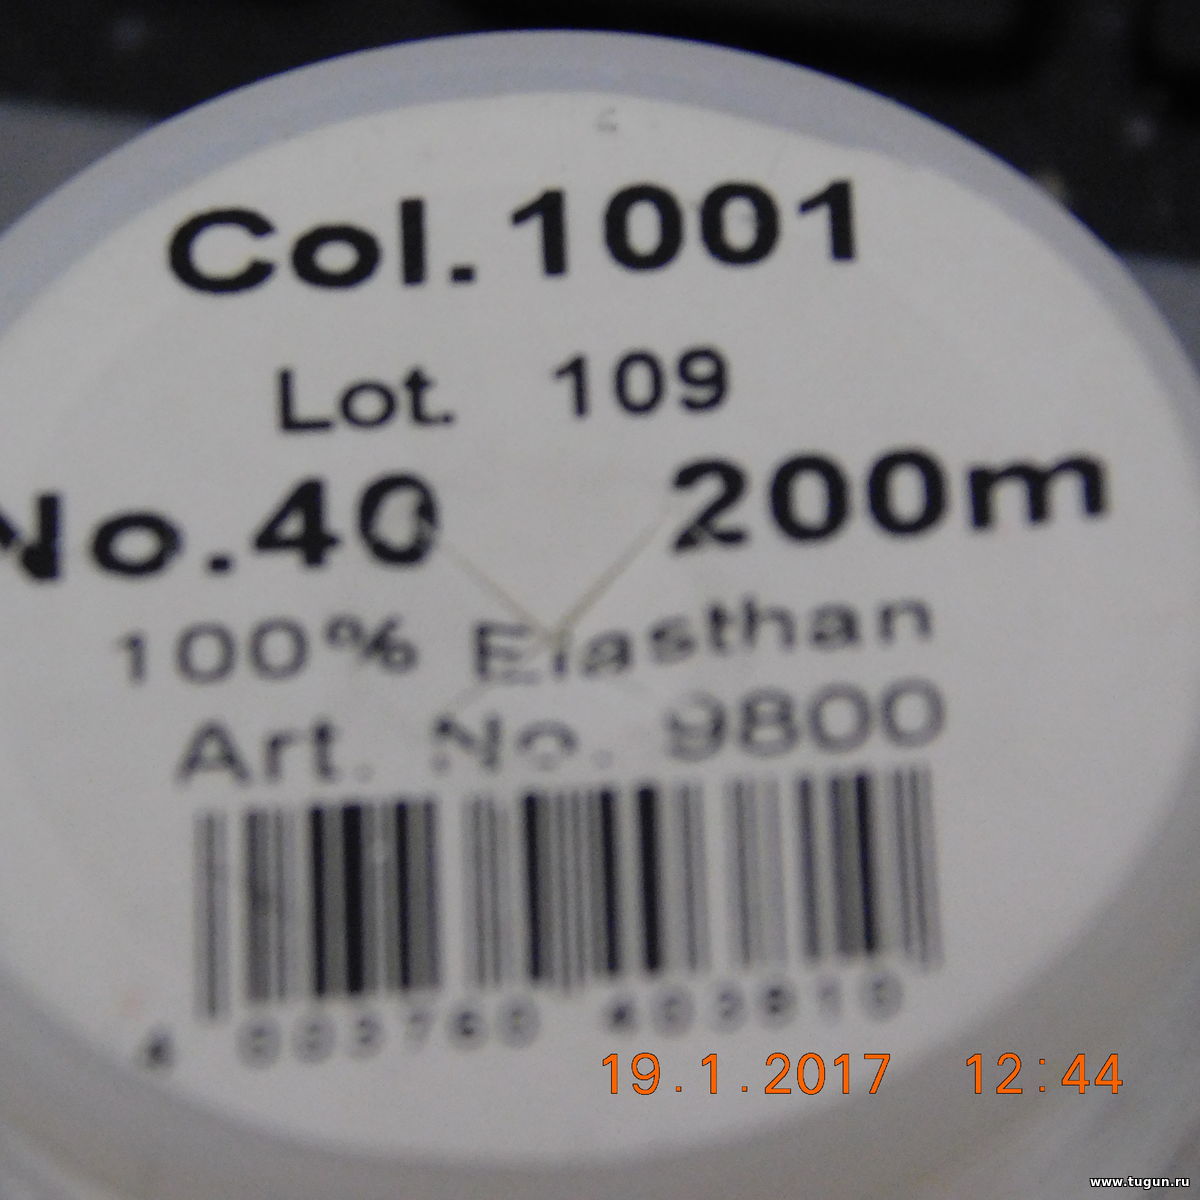 Col.1001
Lot. 109
No.40 200m
100% Elasthan
Art. No. 9800
19.1.2017 12:44
www.tugun.ru